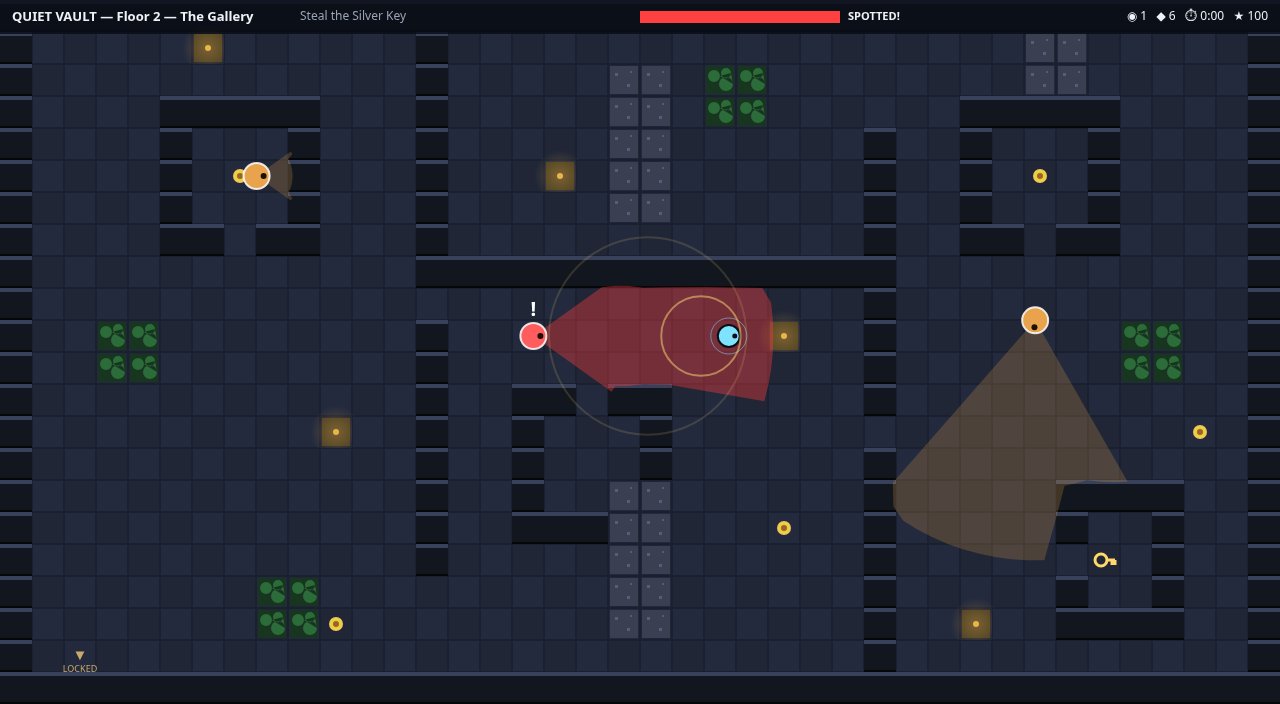 QUIET VAULT — Floor 2 — The Gallery
Steal the Silver Key
SPOTTED!
◉ 1 ◆ 6 ⏱ 0:00 ★ 100
!
▼
LOCKED